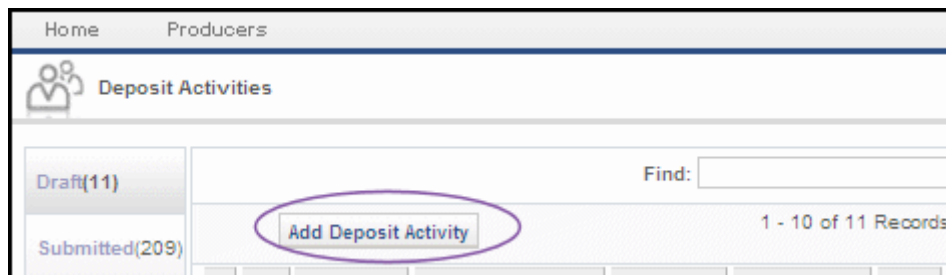 Home Producers
Deposit Activities
Draft(11)
Find:
Add Deposit Activity
1 - 10 of 11 Records
Submitted(209)